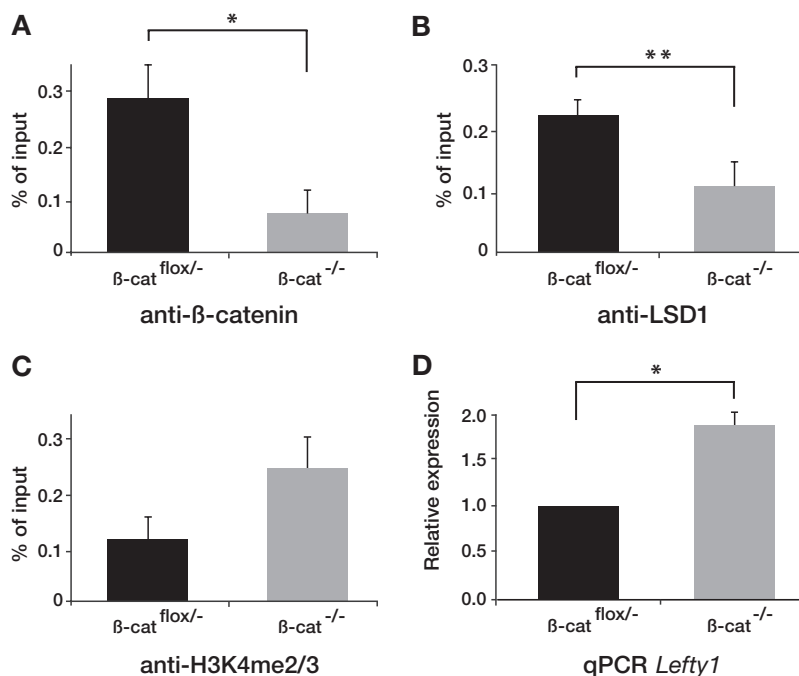 A
*
% of input
0.3
0.2
0.1
0
ß-cat flox/-
ß-cat -/-
anti-ß-catenin
B
**
% of input
0.3
0.2
0.1
0
ß-cat flox/-
ß-cat -/-
anti-LSD1
C
% of input
0.3
0.2
0.1
0
ß-cat flox/-
ß-cat -/-
anti-H3K4me2/3
D
*
Relative expression
2.0
1.5
1.0
0.5
0.0
ß-cat flox/-
ß-cat -/-
qPCR Lefty1